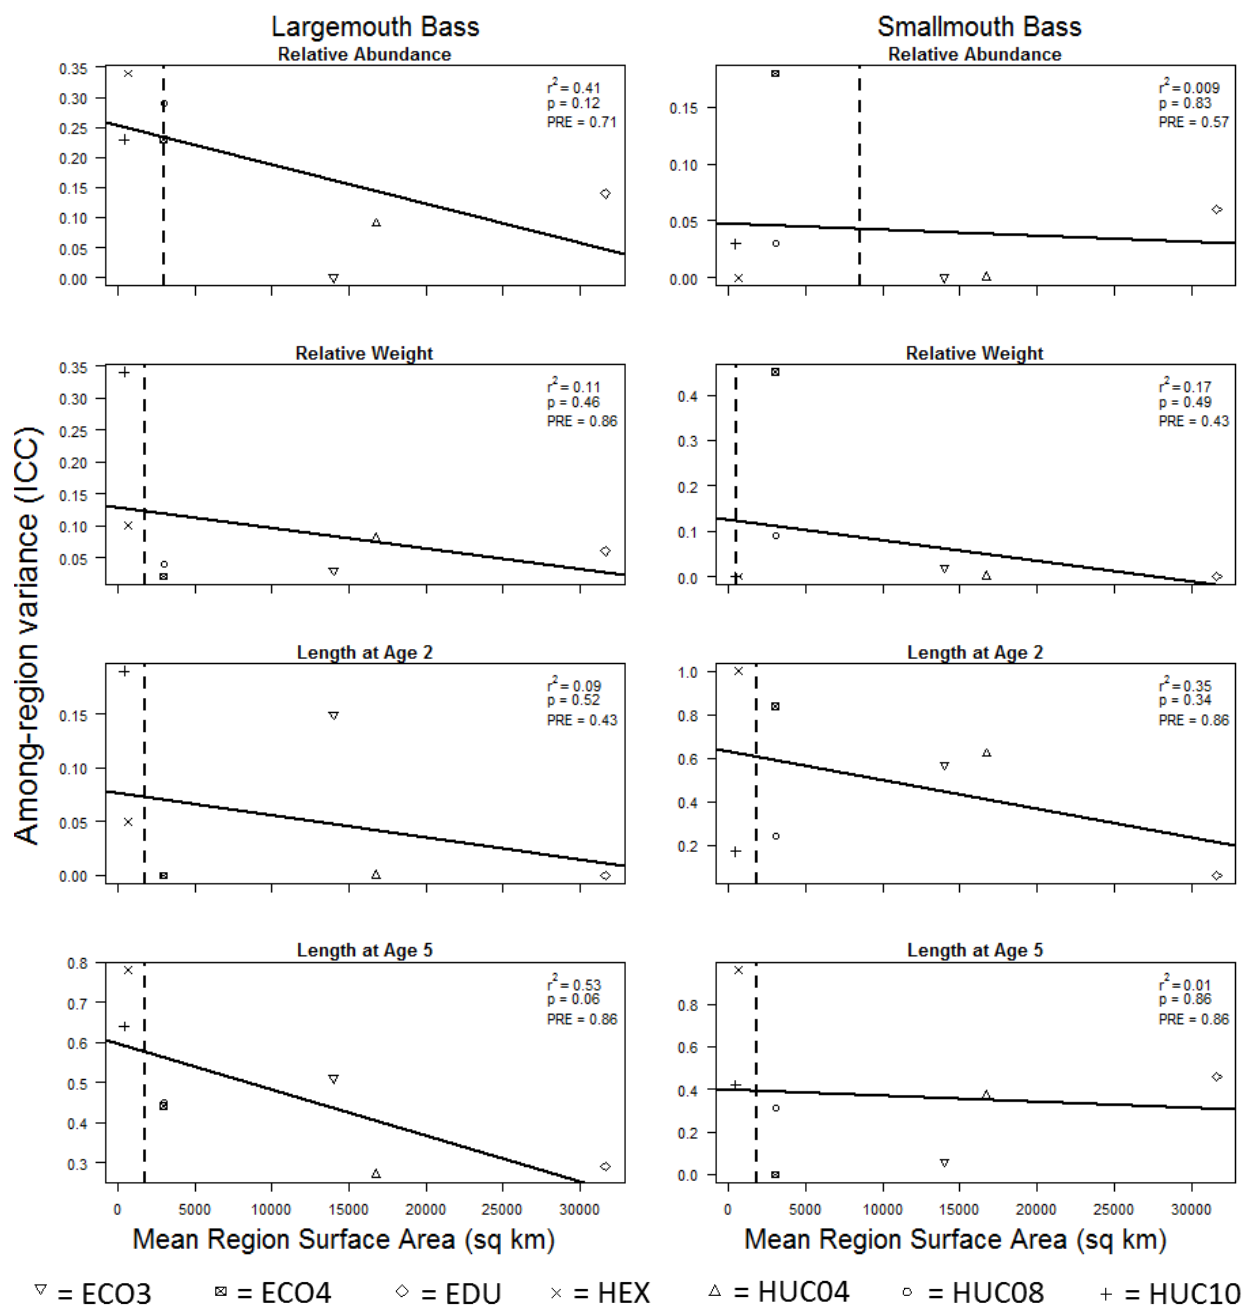 Largemouth Bass
Relative Abundance
0.35
0.30
0.25
0.20
0.15
0.10
0.05
0.00
r² = 0.41
p = 0.12
PRE = 0.71
Smallmouth Bass
Relative Abundance
0.15
0.10
0.05
0.00
r² = 0.009
p = 0.83
PRE = 0.57
Among-region variance (ICC)
Relative Weight
0.35
0.30
0.25
0.20
0.15
0.10
0.05
r² = 0.11
p = 0.46
PRE = 0.86
Relative Weight
0.4
0.3
0.2
0.1
0.0
r² = 0.17
p = 0.49
PRE = 0.43
Length at Age 2
0.15
0.10
0.05
0.00
r² = 0.09
p = 0.52
PRE = 0.43
Length at Age 2
1.0
0.8
0.6
0.4
0.2
r² = 0.35
p = 0.34
PRE = 0.86
Length at Age 5
0.8
0.7
0.6
0.5
0.4
0.3
r² = 0.53
p = 0.06
PRE = 0.86
0 5000 10000 15000 20000 25000 30000
Mean Region Surface Area (sq km)
Length at Age 5
0.8
0.6
0.4
0.2
0.0
r² = 0.01
p = 0.86
PRE = 0.86
0 5000 10000 15000 20000 25000 30000
Mean Region Surface Area (sq km)
= ECO3 = ECO4 = EDU = HEX = HUC04 = HUC08 = HUC10